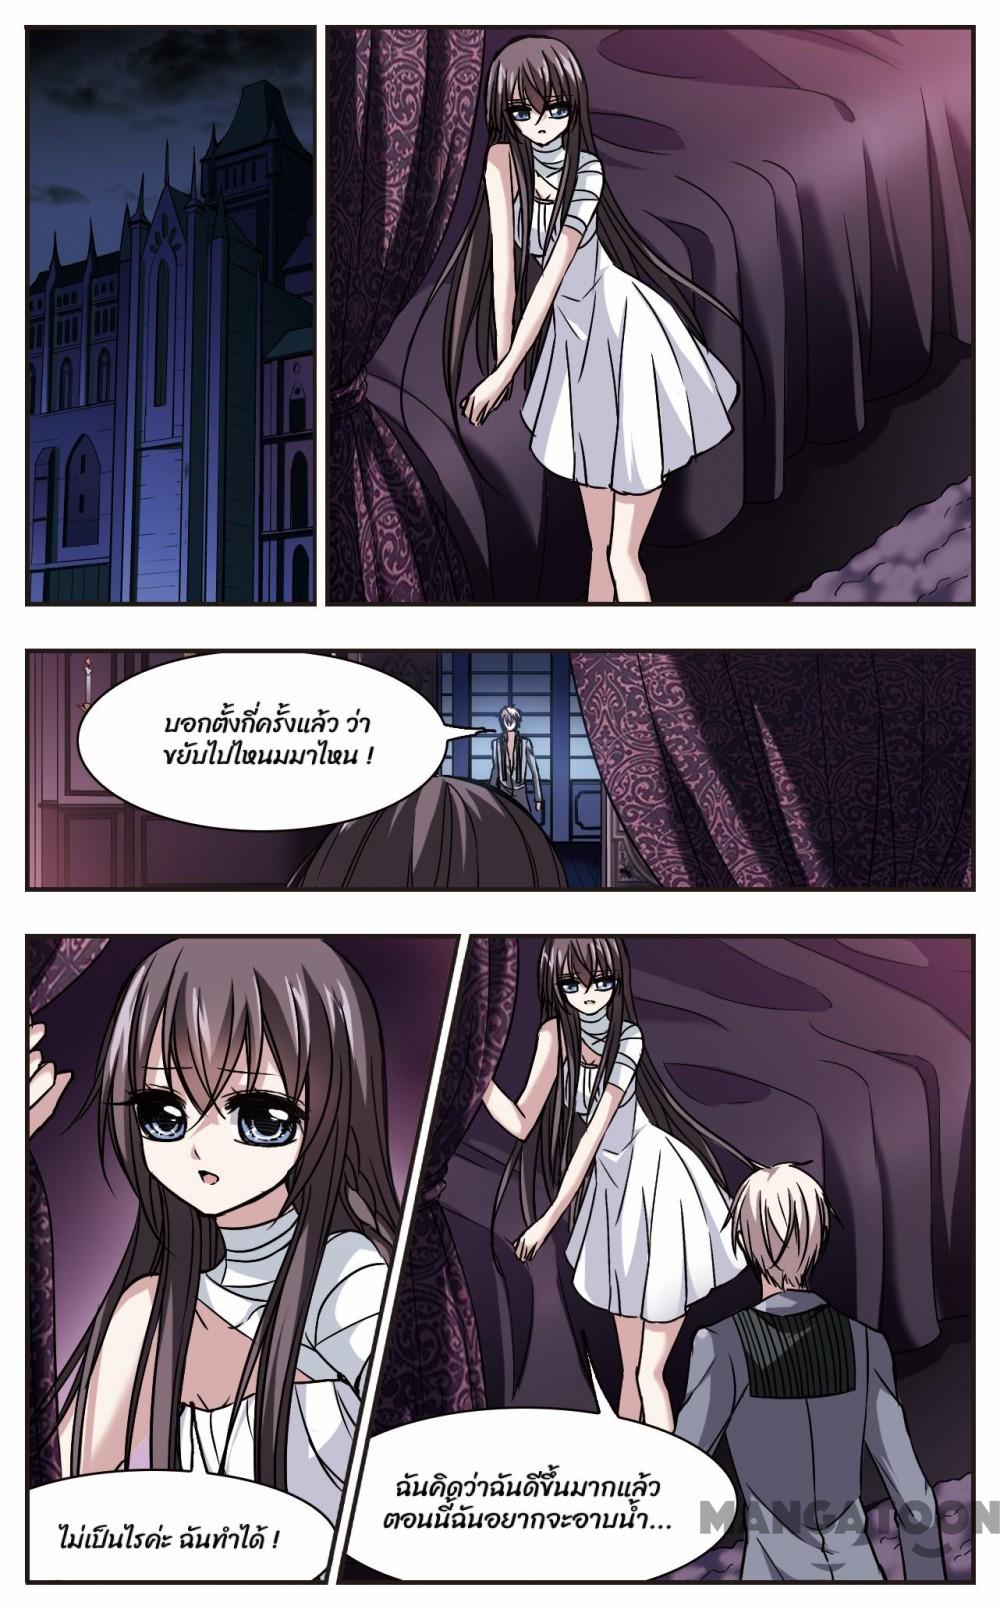 บอกตั้งกี่ครั้งแล้ว ว่า
ขยับไปไหนมมาไหน !
ไม่เป็นไรค่ะ ฉันทำได้ !
ฉันคิดว่าฉันดีขึ้นมากแล้ว
ตอนนี้ฉันอยากจะอาบน้ำ...
MANGATOON